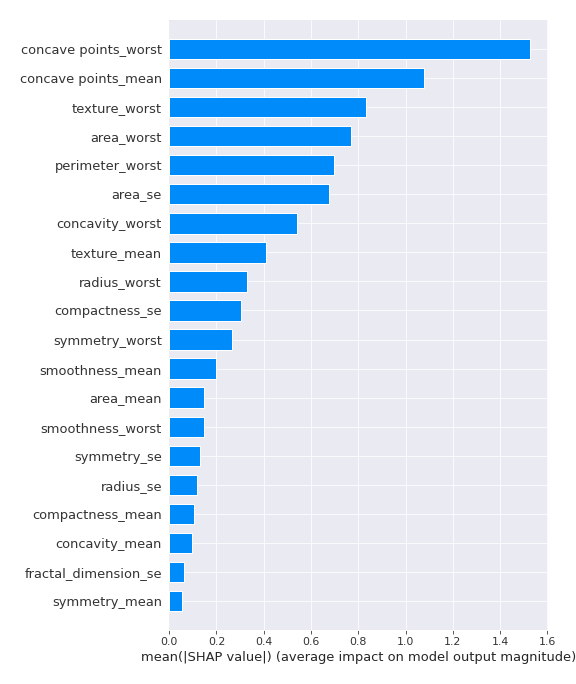 concave points_worst
concave points_mean
texture_worst
area_worst
perimeter_worst
area_se
concavity_worst
texture_mean
radius_worst
compactness_se
symmetry_worst
smoothness_mean
area_mean
smoothness_worst
symmetry_se
radius_se
compactness_mean
concavity_mean
fractal_dimension_se
symmetry_mean
0.0 0.2 0.4 0.6 0.8 1.0 1.2 1.4 1.6
mean(|SHAP value|) (average impact on model output magnitude)